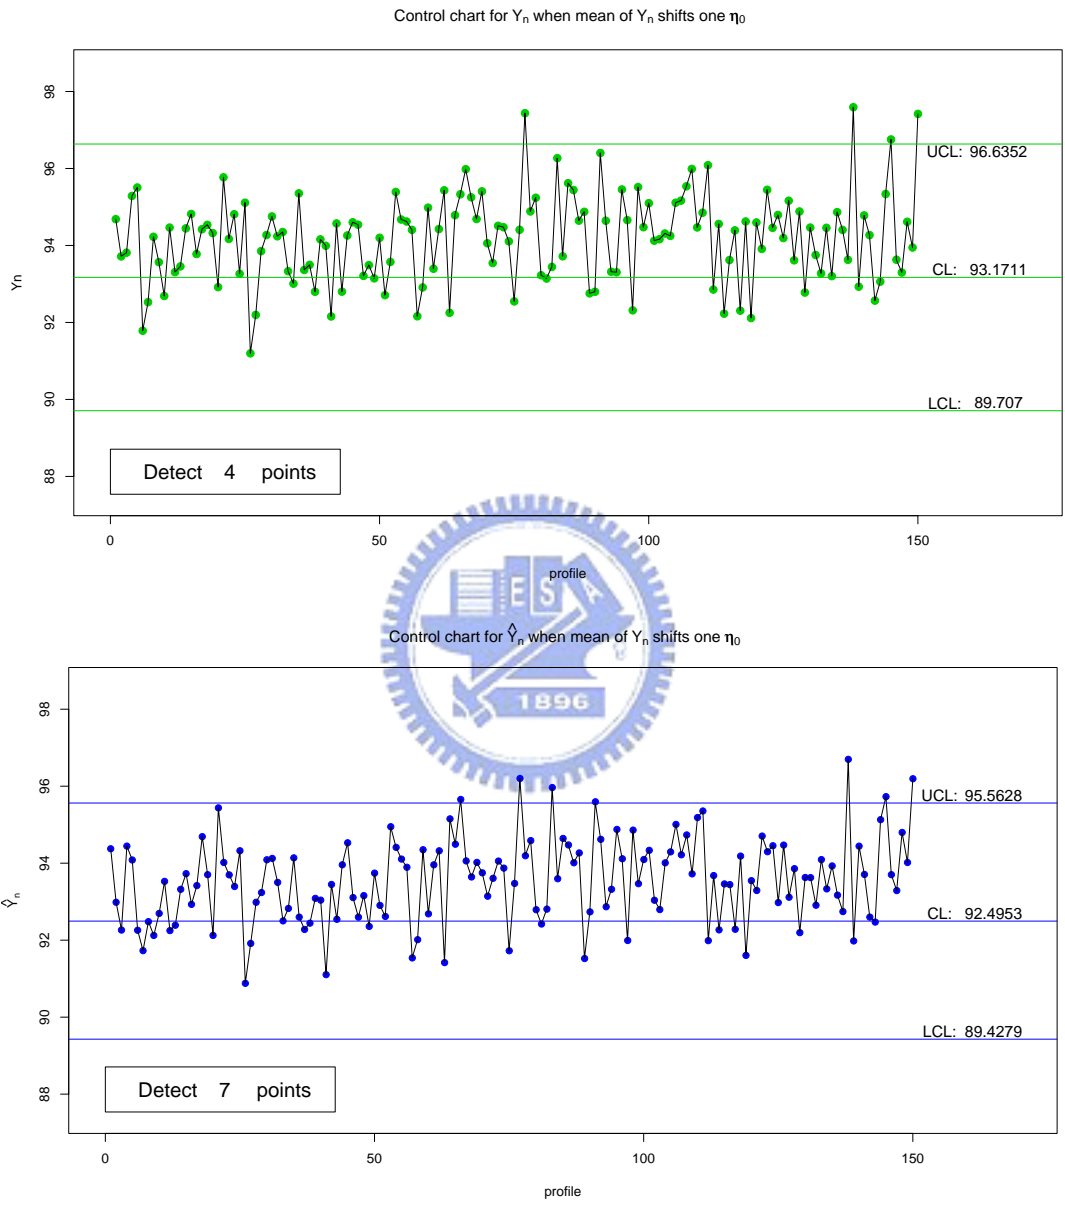 Control chart for Yn when mean of Yn shifts one η0
98
96
94
92
90
88
Yn
UCL: 96.6352
CL: 93.1711
LCL: 89.707
Detect 4 points
0 50 100 150
profile
E S A
1896
Control chart for Ŷn when mean of Yn shifts one η0
98
96
94
92
90
88
Ŷn
UCL: 95.5628
CL: 92.4953
LCL: 89.4279
Detect 7 points
0 50 100 150
profile